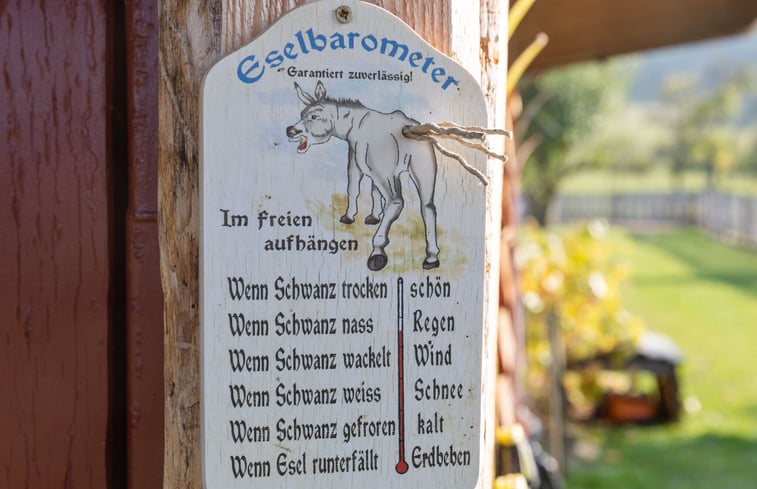 Eselbarometer
Garantiert zuverlässig!
Im freien
aufhängen
Wenn Schwanz trocken schön
Wenn Schwanz nass Regen
Wenn Schwanz wackelt Wind
Wenn Schwanz weiss Schnee
Wenn Schwanz gefroren kalt
Wenn Esel runterfällt Erdbeben